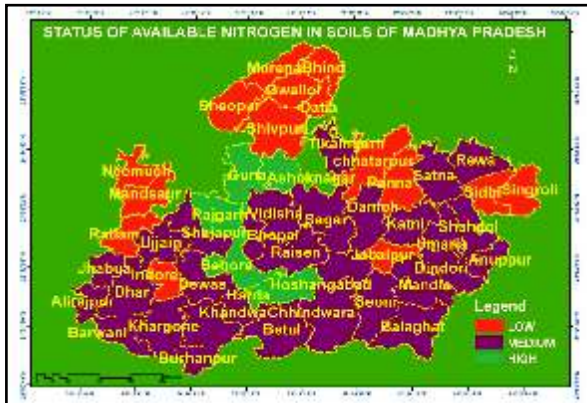 STATUS OF AVAILABLE NITROGEN IN SOILS OF MADHYA PRADESH
N
Morena Bhind
Gwalior
Sheopur Datia
Shivpuri
Tikamgarh
Chhatarpus Rewa
Neemuch Guna Ashoknagar Satna
Panna Sidhi Singroli
Mandsaur
Rajgarh Vidisha Damoh
Sagar Katni Shahdol
Ratlam Ujjain Shajapur Bhopal
Raisen Jabalpur Umaria Anuppur
Jhabua Indore Sehore Dindori
Dhar Dewas Hoshangabad Mandla
Alirajpur Harda Seoni
Khandwa Chhindwara
Barwani Khargone Betul Balaghat
Burhanpur
Legend
LOW
MEDIUM
HIGH